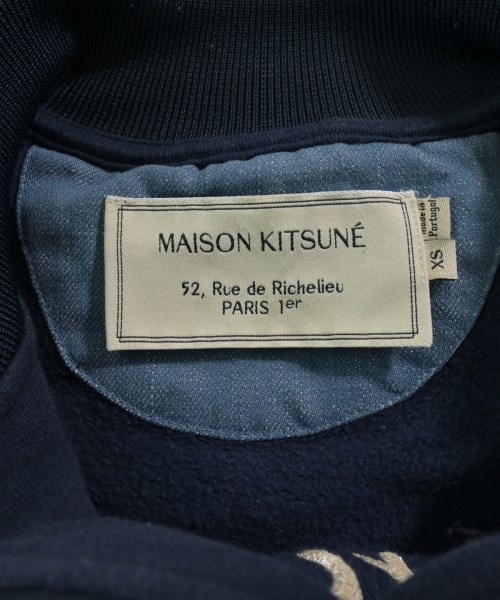 MAISON KITSUNÉ
52, Rue de Richelieu
PARIS 1er
made in
Portugal
XS